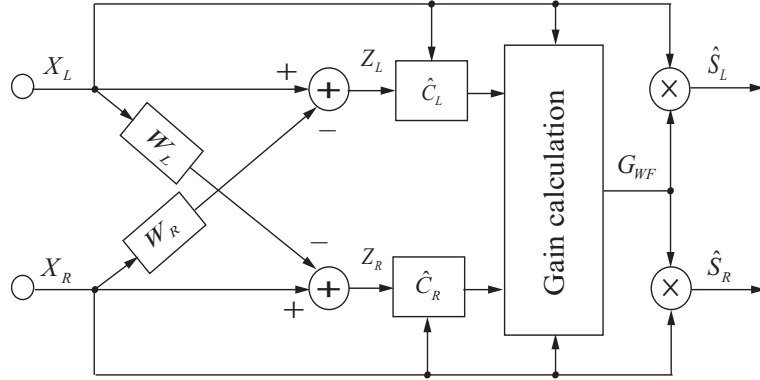 X_L
+
Z_L
Ĉ_L
Ŝ_L
+
−
×
W_L
Gain calculation
G_WF
W_R
−
X_R
+
Z_R
Ĉ_R
Ŝ_R
+
×